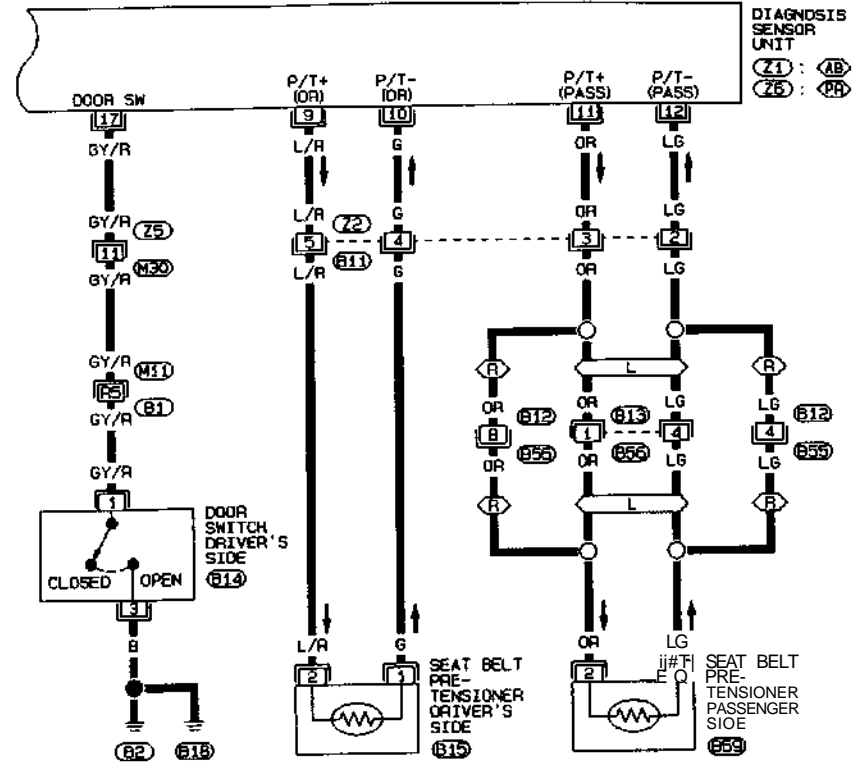 DIAGNOSIS
SENSOR
UNIT
Z1 : AB
Z6 : PR
DOOR SW
P/T+
(DR)
P/T-
(DR)
P/T+
(PASS)
P/T-
(PASS)
17
9
10
11
12
GY/R
L/R
G
OR
LG
GY/R
L/R
G
OR
LG
Z5
Z2
11
5
4
3
2
M30
B11
GY/R
L/R
G
OR
LG
GY/R
M11
R
L
R
R5
OR
B12
OR
B13
LG
LG
B12
B1
8
1
4
4
GY/R
OR
B56
OR
B56
LG
LG
B55
GY/R
R
L
R
1
DOOR
SWITCH
DRIVER'S
SIDE
B14
CLOSED
OPEN
3
B
B2
B18
L/R
G
OR
LG
2
1
2
SEAT BELT
PRE-
TENSIONER
DRIVER'S
SIDE
B15
SEAT BELT
PRE-
TENSIONER
PASSENGER
SIOE
B69